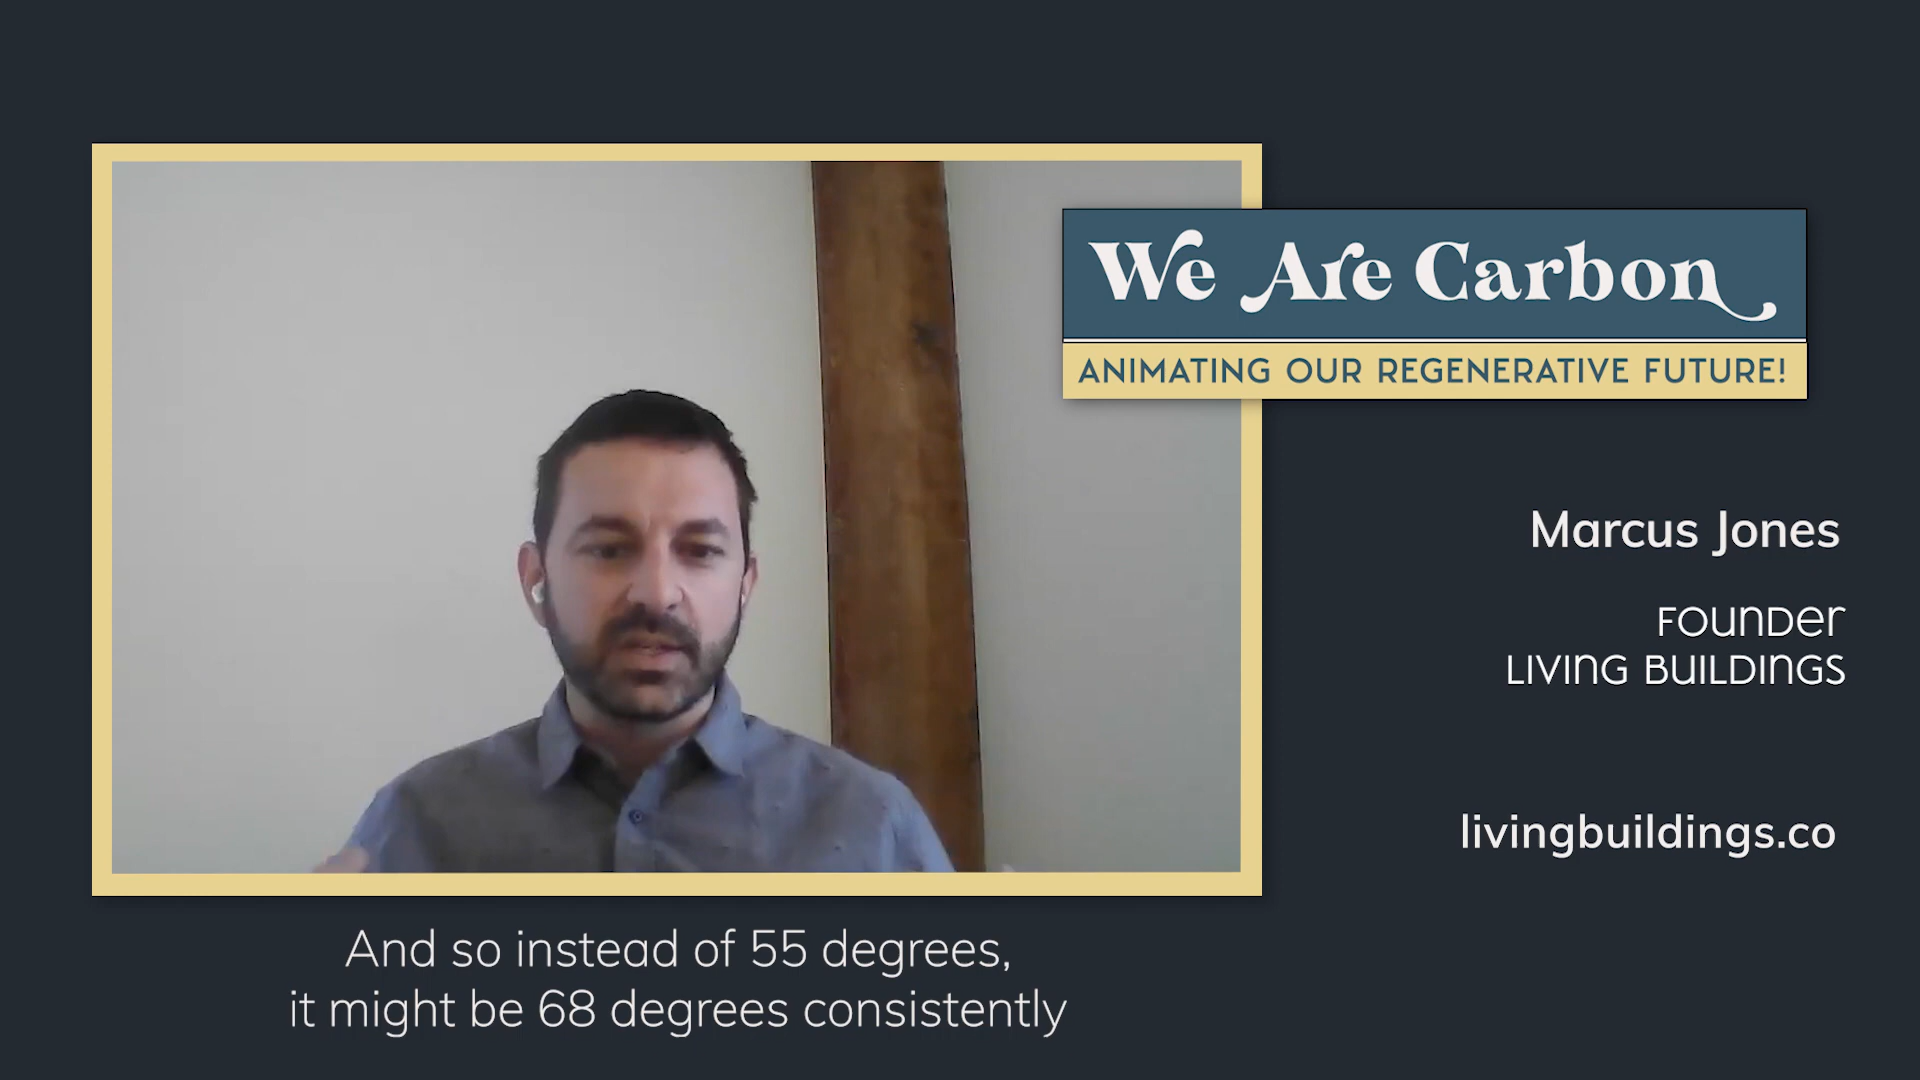 We Are Carbon
ANIMATING OUR REGENERATIVE FUTURE!
Marcus Jones
FOUNDER
LIVING BUILDINGS
livingbuildings.co
And so instead of 55 degrees,
it might be 68 degrees consistently